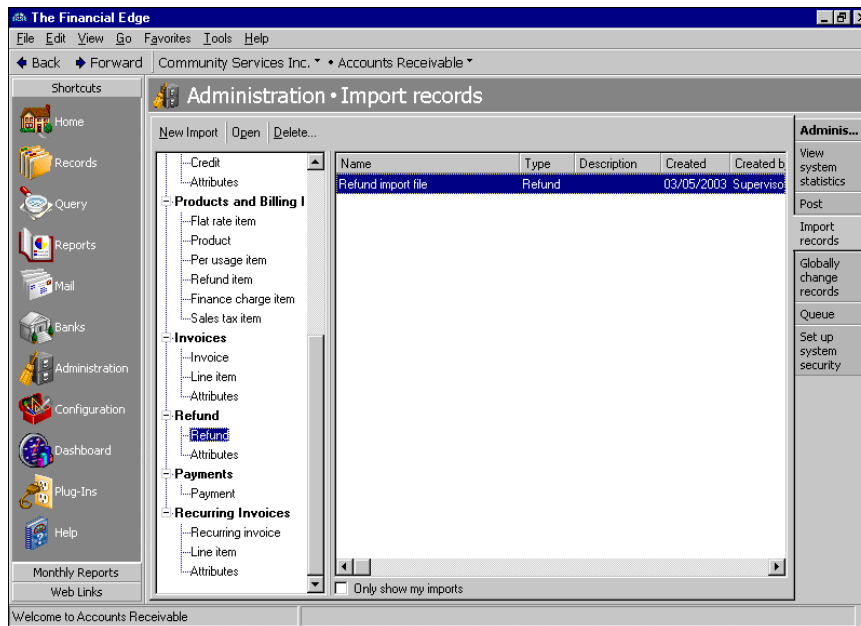 The Financial Edge
File Edit View Go Favorites Tools Help
Back Forward Community Services Inc. • Accounts Receivable
Shortcuts
Home
Records
Query
Reports
Mail
Banks
Administration
Configuration
Dashboard
Plug-Ins
Help
Monthly Reports
Web Links
Administration • Import records
New Import Open Delete...
Credit
Attributes
Products and Billing I
Flat rate item
Product
Per usage item
Refund item
Finance charge item
Sales tax item
Invoices
Invoice
Line item
Attributes
Refund
Refund
Attributes
Payments
Payment
Recurring Invoices
Recurring invoice
Line item
Attributes
Name Type Description Created Created b
Refund import file Refund 03/05/2003 Superviso
Only show my imports
Adminis...
View
system
statistics
Post
Import
records
Globally
change
records
Queue
Set up
system
security
Welcome to Accounts Receivable